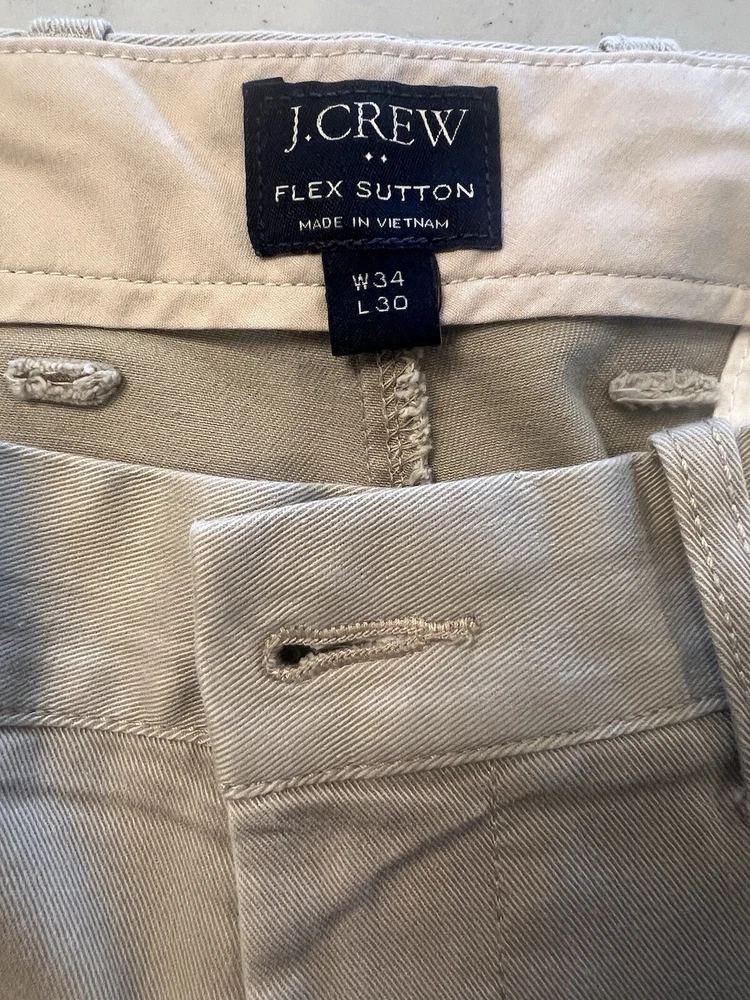 J.CREW
FLEX SUTTON
MADE IN VIETNAM
W34
L30